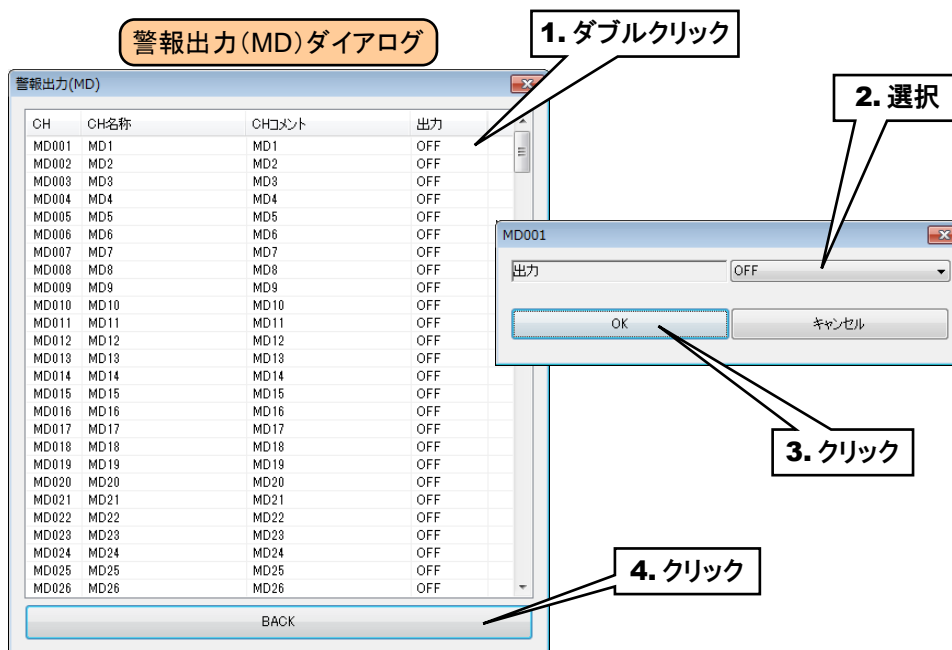 警報出力(MD)ダイアログ
1. ダブルクリック
2. 選択
警報出力(MD)
CH CH名称 CHコメント 出力
MD001 MD1 MD1 OFF
MD002 MD2 MD2 OFF
MD003 MD3 MD3 OFF
MD004 MD4 MD4 OFF
MD005 MD5 MD5 OFF
MD006 MD6 MD6 OFF
MD007 MD7 MD7 OFF
MD008 MD8 MD8 OFF
MD009 MD9 MD9 OFF
MD010 MD10 MD10 OFF
MD011 MD11 MD11 OFF
MD012 MD12 MD12 OFF
MD013 MD13 MD13 OFF
MD014 MD14 MD14 OFF
MD015 MD15 MD15 OFF
MD016 MD16 MD16 OFF
MD017 MD17 MD17 OFF
MD018 MD18 MD18 OFF
MD019 MD19 MD19 OFF
MD020 MD20 MD20 OFF
MD021 MD21 MD21 OFF
MD022 MD22 MD22 OFF
MD023 MD23 MD23 OFF
MD024 MD24 MD24 OFF
MD025 MD25 MD25 OFF
MD026 MD26 MD26 OFF
BACK
MD001
出力 OFF
OK キャンセル
3. クリック
4. クリック